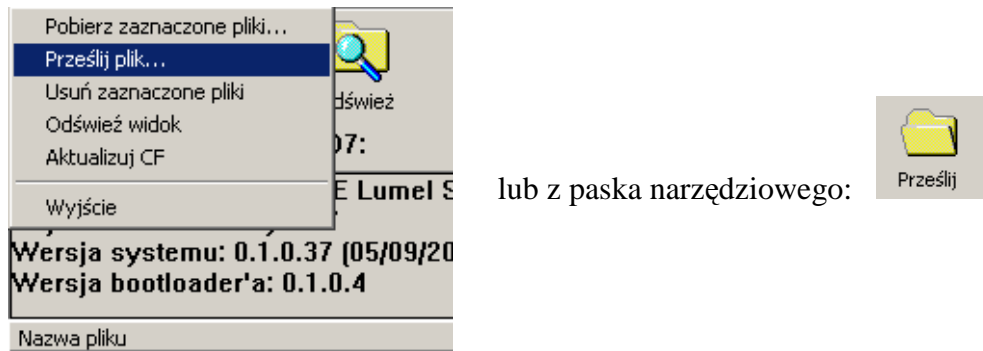 Pobierz zaznaczone pliki...
Prześlij plik...
Usuń zaznaczone pliki
Odśwież widok
Aktualizuj CF
Wyjście
dśwież
7:
E Lumel S
Wersja systemu: 0.1.0.37 (05/09/20
Wersja bootloader'a: 0.1.0.4
Nazwa pliku
lub z paska narzędziowego:
Prześlij